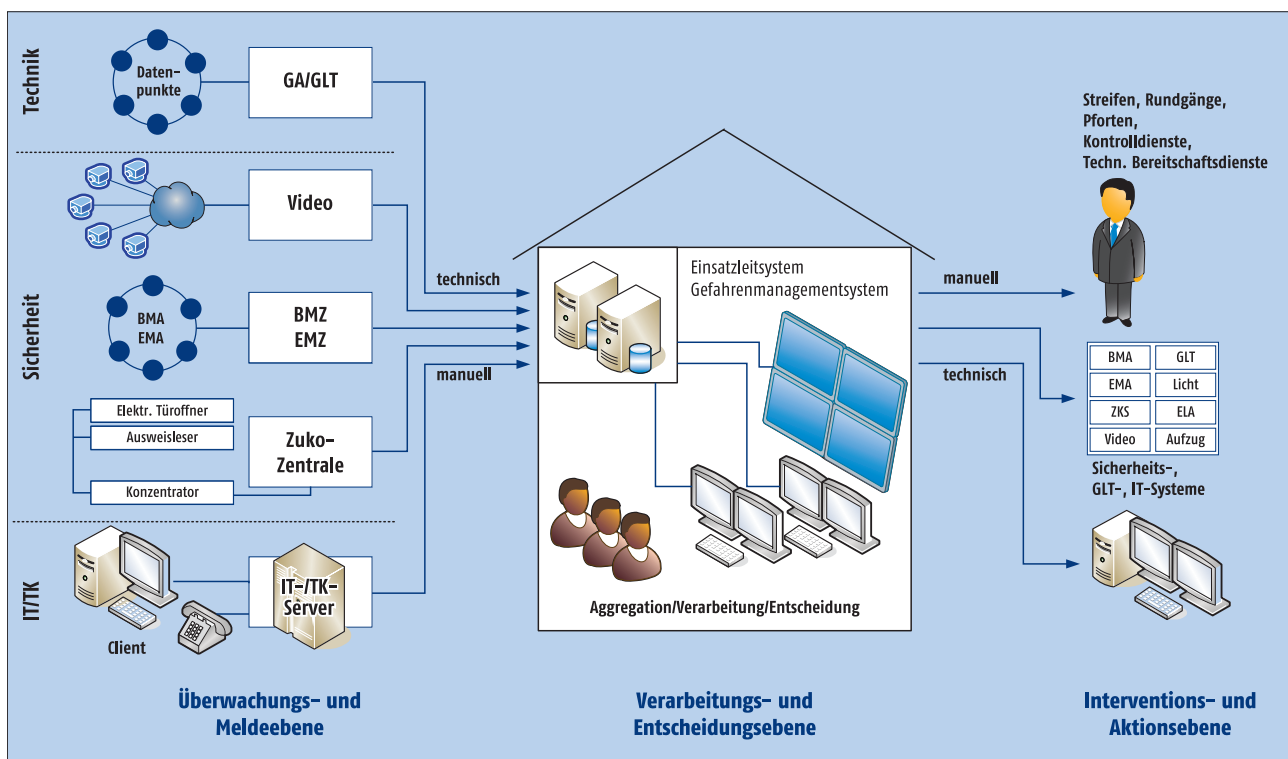 Technik
Daten-
punkte
GA/GLT
Sicherheit
Video
BMA
EMA
BMZ
EMZ
Elektr. Türoffner
Ausweisleser
Konzentrator
Zuko-
Zentrale
IT/TK
Client
IT-/TK-
Server
Überwachungs- und
Meldeebene
technisch
manuell
Einsatzleitsystem
Gefahrenmanagementsystem
Aggregation/Verarbeitung/Entscheidung
Verarbeitungs- und
Entscheidungsebene
manuell
technisch
Streifen, Rundgänge,
Pforten,
Kontrolldienste,
Techn. Bereitschaftsdienste
BMA GLT
EMA Licht
ZKS ELA
Video Aufzug
Sicherheits-,
GLT-, IT-Systeme
Interventions- und
Aktionsebene